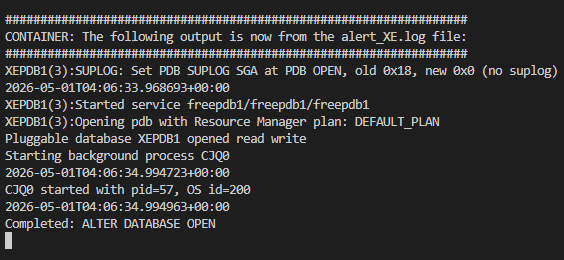 ####################################################################
CONTAINER: The following output is now from the alert_XE.log file:
####################################################################
XEPDB1(3):SUPLOG: Set PDB SUPLOG SGA at PDB OPEN, old 0x18, new 0x0 (no suplog)
2026-05-01T04:06:33.968693+00:00
XEPDB1(3):Started service freepdb1/freepdb1/freepdb1
XEPDB1(3):Opening pdb with Resource Manager plan: DEFAULT_PLAN
Pluggable database XEPDB1 opened read write
Starting background process CJQ0
2026-05-01T04:06:34.994723+00:00
CJQ0 started with pid=57, OS id=200
2026-05-01T04:06:34.994963+00:00
Completed: ALTER DATABASE OPEN